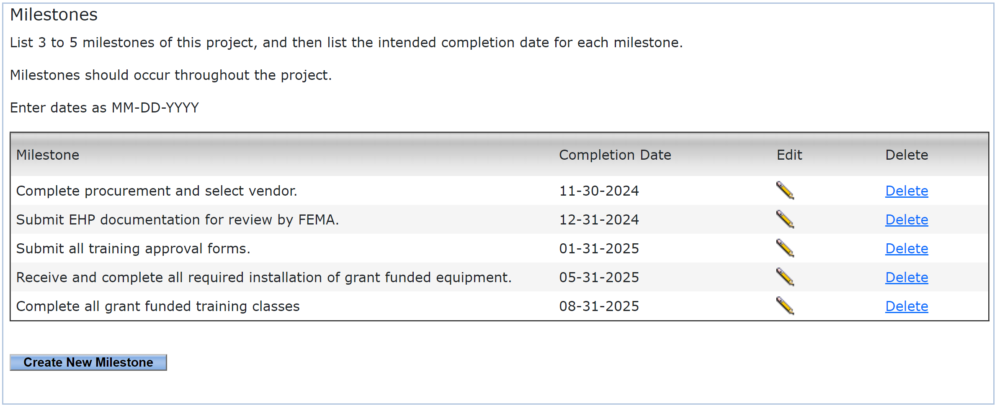 Milestones
List 3 to 5 milestones of this project, and then list the intended completion date for each milestone.
Milestones should occur throughout the project.
Enter dates as MM-DD-YYYY
Milestone Completion Date Edit Delete
Complete procurement and select vendor. 11-30-2024 Delete
Submit EHP documentation for review by FEMA. 12-31-2024 Delete
Submit all training approval forms. 01-31-2025 Delete
Receive and complete all required installation of grant funded equipment. 05-31-2025 Delete
Complete all grant funded training classes 08-31-2025 Delete
Create New Milestone